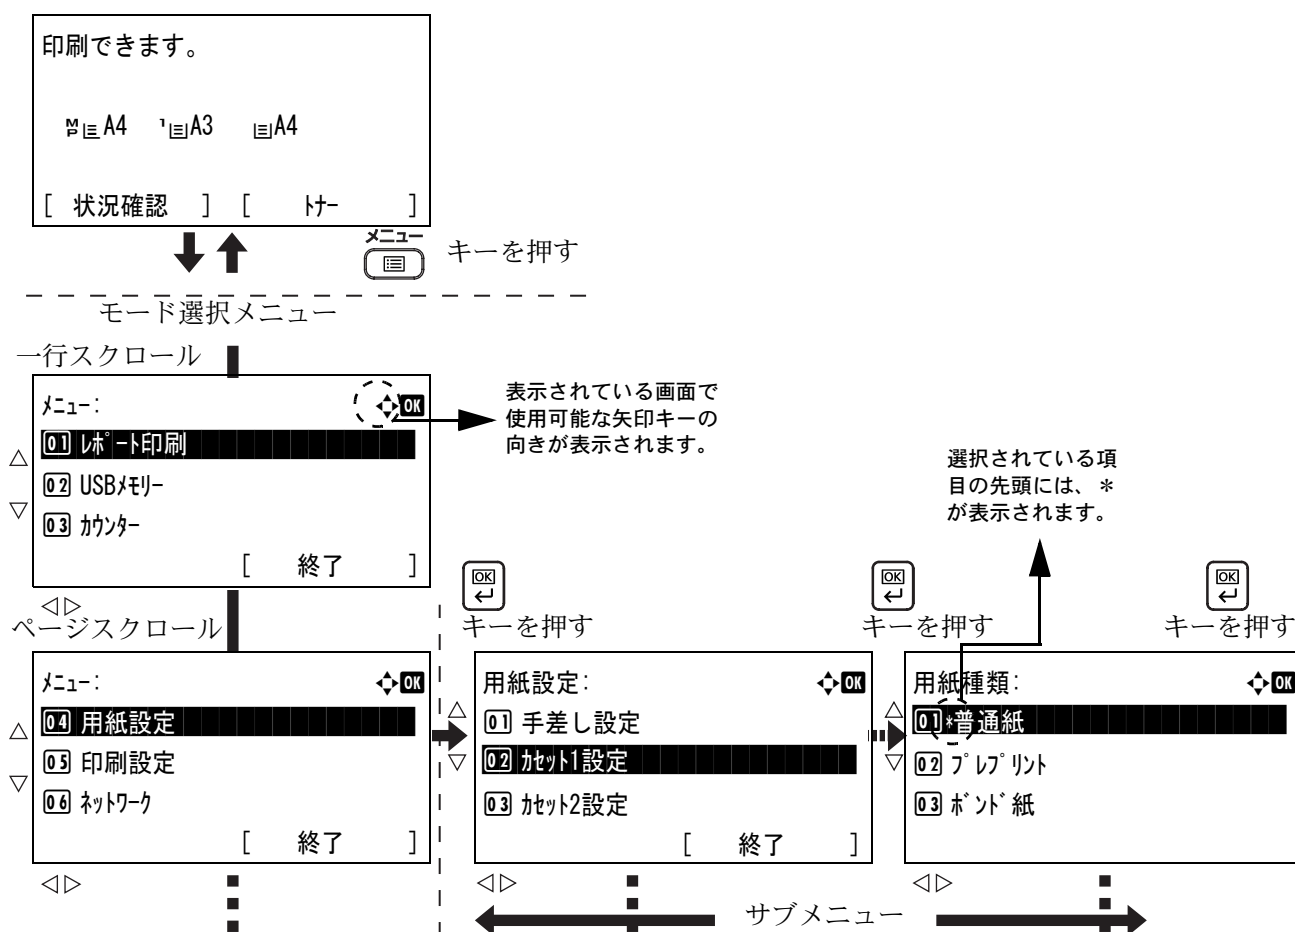 印刷できます。
MP A4 1 A3 A4
[ 状況確認 ] [ ﾄﾅｰ ]
メニュー
キーを押す
モード選択メニュー
一行スクロール
ﾒﾆｭｰ: OK
01 ﾚﾎﾟｰﾄ印刷
02 USBﾒﾓﾘｰ
03 ｶｳﾝﾀｰ
[ 終了 ]
表示されている画面で
使用可能な矢印キーの
向きが表示されます。
選択されている項
目の先頭には、＊
が表示されます。
△
▽
◁▷
ページスクロール
ﾒﾆｭｰ: OK
04 用紙設定
05 印刷設定
06 ﾈｯﾄﾜｰｸ
[ 終了 ]
△
▽
◁▷
OK
キーを押す
用紙設定: OK
01 手差し設定
02 ｶｾｯﾄ1設定
03 ｶｾｯﾄ2設定
[ 終了 ]
△
▽
◁▷
OK
キーを押す
用紙種類: OK
01*普通紙
02 ﾌﾟﾚﾌﾟﾘﾝﾄ
03 ﾎﾞﾝﾄﾞ紙
△
▽
◁▷
OK
キーを押す
サブメニュー